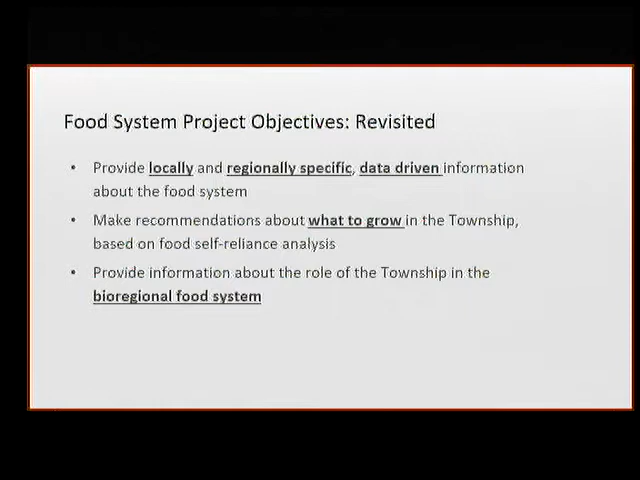 Food System Project Objectives: Revisited
• Provide locally and regionally specific, data driven information
about the food system
• Make recommendations about what to grow in the Township,
based on food self-reliance analysis
• Provide information about the role of the Township in the
bioregional food system